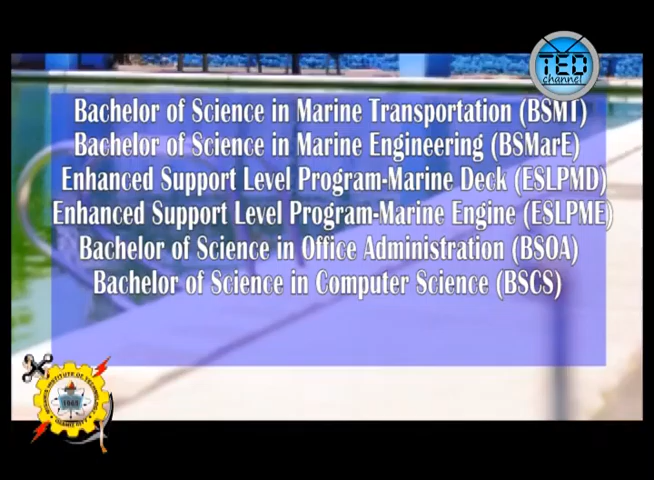 TED
channel
Bachelor of Science in Marine Transportation (BSMT)
Bachelor of Science in Marine Engineering (BSMarE)
Enhanced Support Level Program-Marine Deck (ESLPMD)
Enhanced Support Level Program-Marine Engine (ESLPME)
Bachelor of Science in Office Administration (BSOA)
Bachelor of Science in Computer Science (BSCS)
INSTITUTE OF